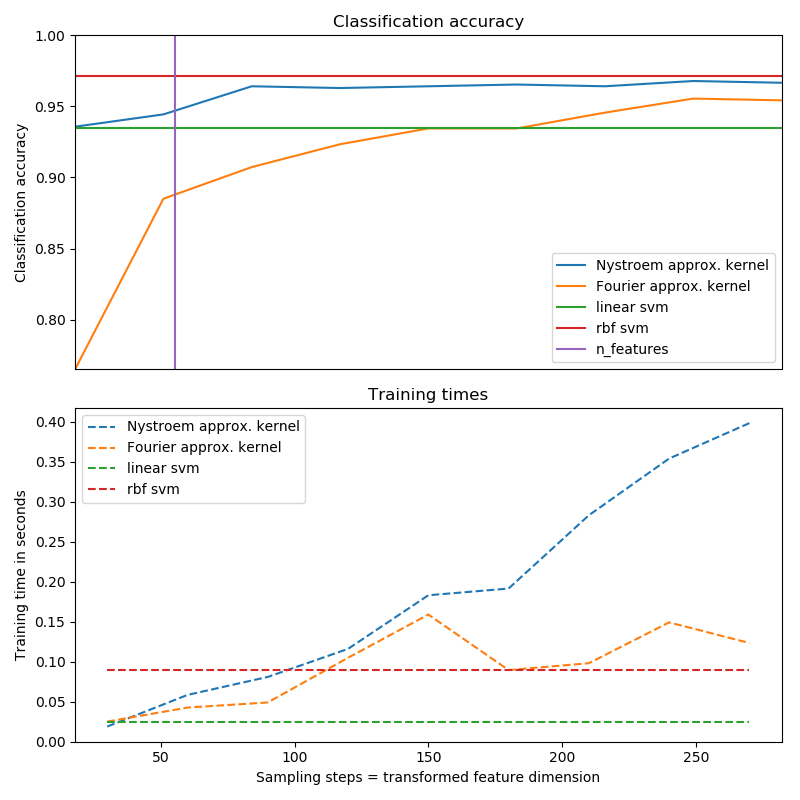 Classification accuracy
1.00
0.95
0.90
0.85
0.80
Classification accuracy
Nystroem approx. kernel
Fourier approx. kernel
linear svm
rbf svm
n_features
Training times
0.40
0.35
0.30
0.25
0.20
0.15
0.10
0.05
0.00
Training time in seconds
Nystroem approx. kernel
Fourier approx. kernel
linear svm
rbf svm
50 100 150 200 250
Sampling steps = transformed feature dimension